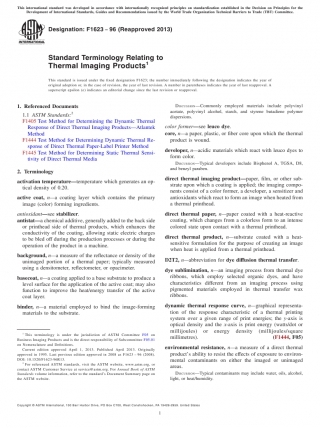 This international standard was developed in accordance with internationally recognized principles on standardization established in the Decision on Principles for the
Development of International Standards, Guides and Recommendations issued by the World Trade Organization Technical Barriers to Trade (TBT) Committee.
INTERNATIONAL
Designation: F1623 – 96 (Reapproved 2013)
Standard Terminology Relating to
Thermal Imaging Products¹
This standard is issued under the fixed designation F1623; the number immediately following the designation indicates the year of
original adoption or, in the case of revision, the year of last revision. A number in parentheses indicates the year of last reapproval. A
superscript epsilon (ε) indicates an editorial change since the last revision or reapproval.
1. Referenced Documents
1.1 ASTM Standards:²
F1405 Test Method for Determining the Dynamic Thermal
Response of Direct Thermal Imaging Products—Atlantek
Method
F1444 Test Method for Determining Dynamic Thermal Re-
sponse of Direct Thermal Paper-Label Printer Method
F1445 Test Method for Determining Static Thermal Sensi-
tivity of Direct Thermal Media
2. Terminology
activation temperature—temperature which generates an op-
tical density of 0.20.
active coat, n—a coating layer which contains the primary
image (color) forming ingredients.
antioxidant—see stabilizer.
antistat—a chemical additive, generally added to the back side
or printhead side of thermal products, which enhances the
conductivity of the coating, allowing static electric charges
to be bled off during the production processes or during the
operation of the product in a machine.
background, n—a measure of the reflectance or density of the
unimaged portion of a thermal paper; typically measured
using a densitometer, reflectometer, or opacimeter.
basecoat, n—a coating applied to a base substrate to produce a
level surface for the application of the active coat; may also
function to improve the heat/energy transfer of the active
coat layer.
binder, n—a material employed to bind the image-forming
materials to the substrate.
¹ This terminology is under the jurisdiction of ASTM Committee F05 on
Business Imaging Products and is the direct responsibility of Subcommittee
on Nomenclature and Definitions.
Current edition approved April 1, 2013. Published April 2013. Originally
approved in 1995. Last previous edition approved in 2008 as F1623 – 96 (2008).
DOI: 10.1520/F1623-96R13.
² For referenced ASTM standards, visit the ASTM website, www.astm.org, or
contact ASTM Customer Service at service@astm.org. For Annual Book of ASTM
Standards volume information, refer to the standard's Document Summary page on
the ASTM website.
DISCUSSION—Commonly employed materials include polyvinyl
acetate, polyvinyl alcohol, starch, and styrene butadiene polymer
dispersions.
color former—see leuco dye.
core, n—a paper, plastic, or fiber core upon which the thermal
product is wound.
developer, n—acidic materials which react with leuco dyes to
form color.
DISCUSSION—Typical developers include Bisphenol A, TGSA, D8,
and benzyl paraben.
direct thermal imaging product—paper, film, or other sub-
strate upon which a coating is applied; the imaging compo-
nents consist of a color former, a developer, a sensitizer and
antioxidants which react to form an image when heated from
a thermal printhead.
direct thermal paper, n—paper coated with a heat-reactive
coating, which changes from a colorless form to an intense
colored state upon contact with a thermal printhead.
direct thermal product, n—substrate coated with a heat-
sensitive formulation for the purpose of creating an image
when heat is applied from a thermal printhead.
D2T2, n—abbreviation for dye diffusion thermal transfer.
dye sublimation, n—an imaging process from thermal dye
ribbons, which employ selected organic dyes, and have
characteristics different from an imaging process using
pigmented materials employed in thermal transfer wax
ribbons.
dynamic thermal response curve, n—graphical representa-
tion of the response characteristic of a thermal printing
system over a given range of print energies; the y-axis is
optical density and the x-axis is print energy (watts/dot or
millijoules) or energy density (millijoules/square
millimetres). (F1444, F05)
environmental resistance, n—a measure of a direct thermal
product's ability to resist the effects of exposure to environ-
mental contaminants on either the imaged or unimaged
areas.
DISCUSSION—Typical contaminants may include water, oils, alcohol,
light, or heat/humidity.
Copyright © ASTM International, 100 Barr Harbor Drive, PO Box C700, West Conshohocken, PA 19428-2959. United States
1